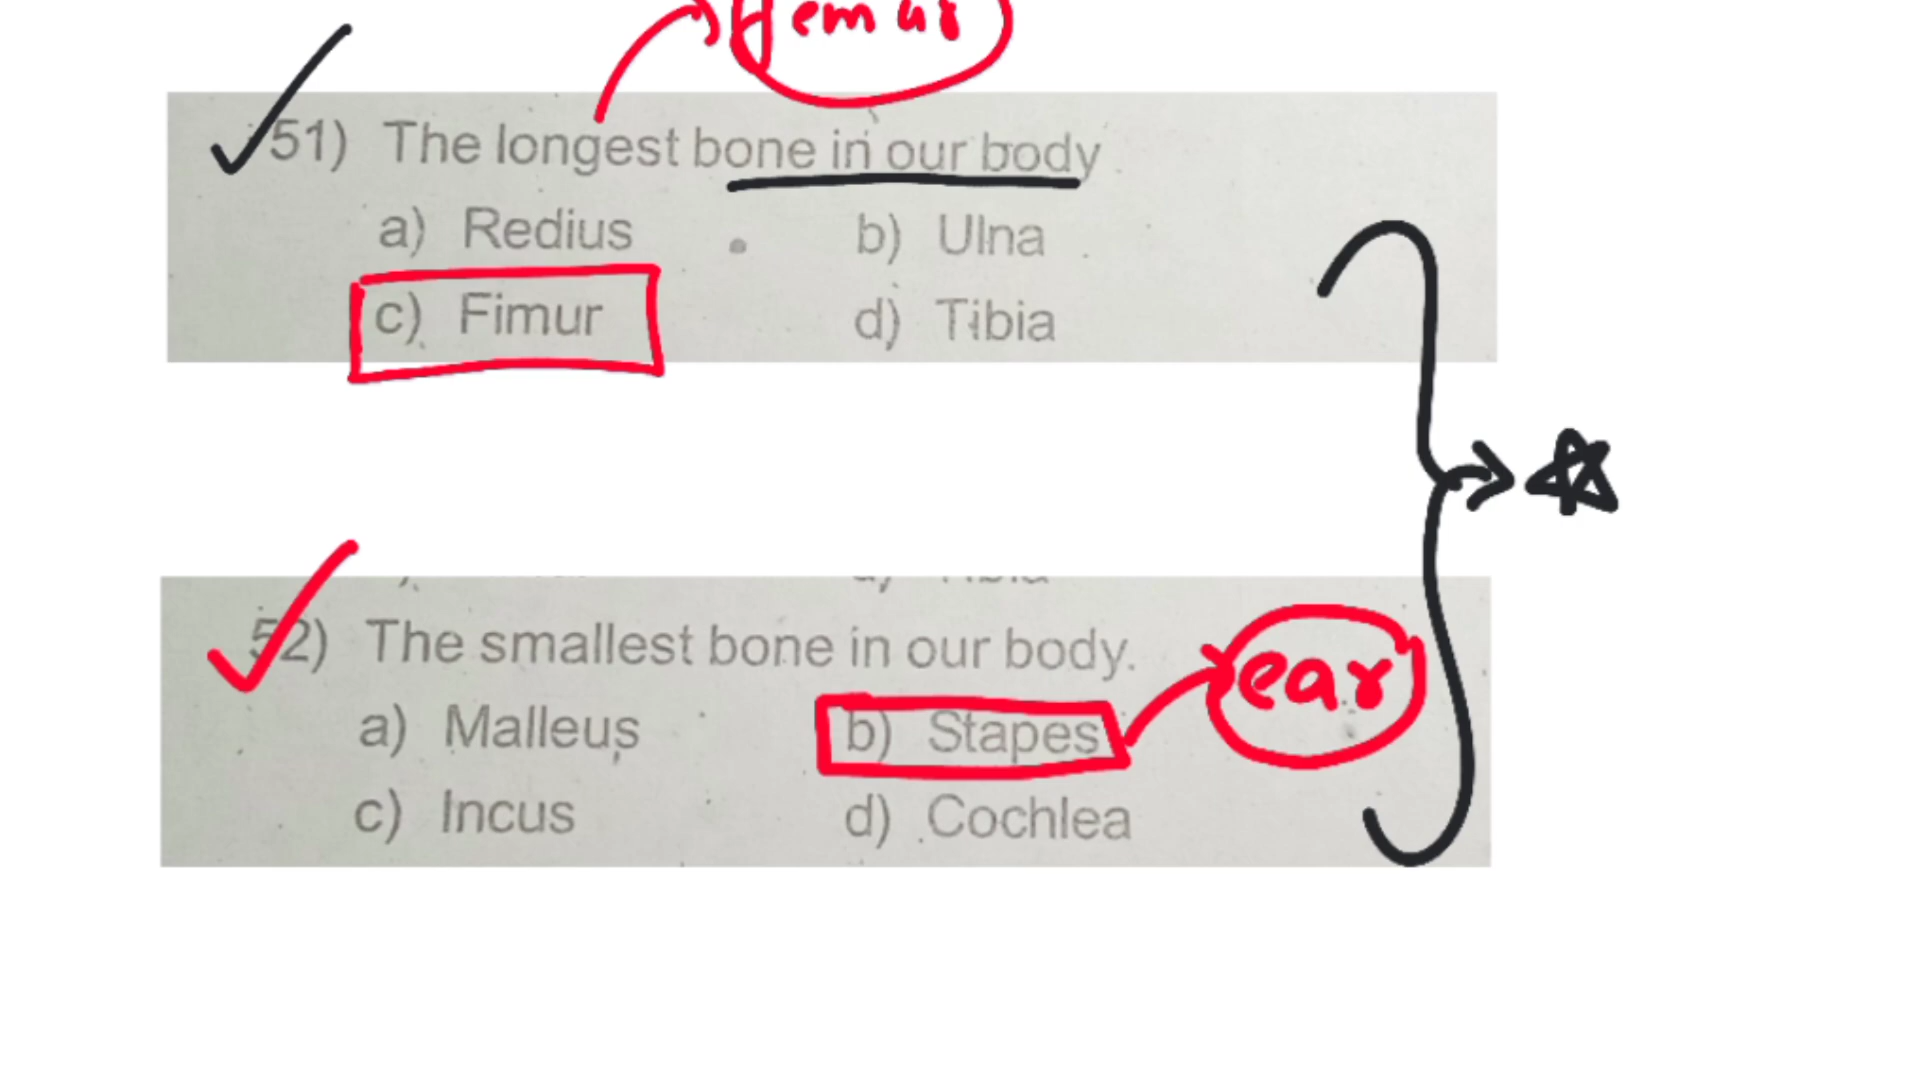 femur
51) The longest bone in our body
a) Redius b) Ulna
c) Fimur d) Tibia
52) The smallest bone in our body.
a) Malleus b) Stapes ear
c) Incus d) Cochlea